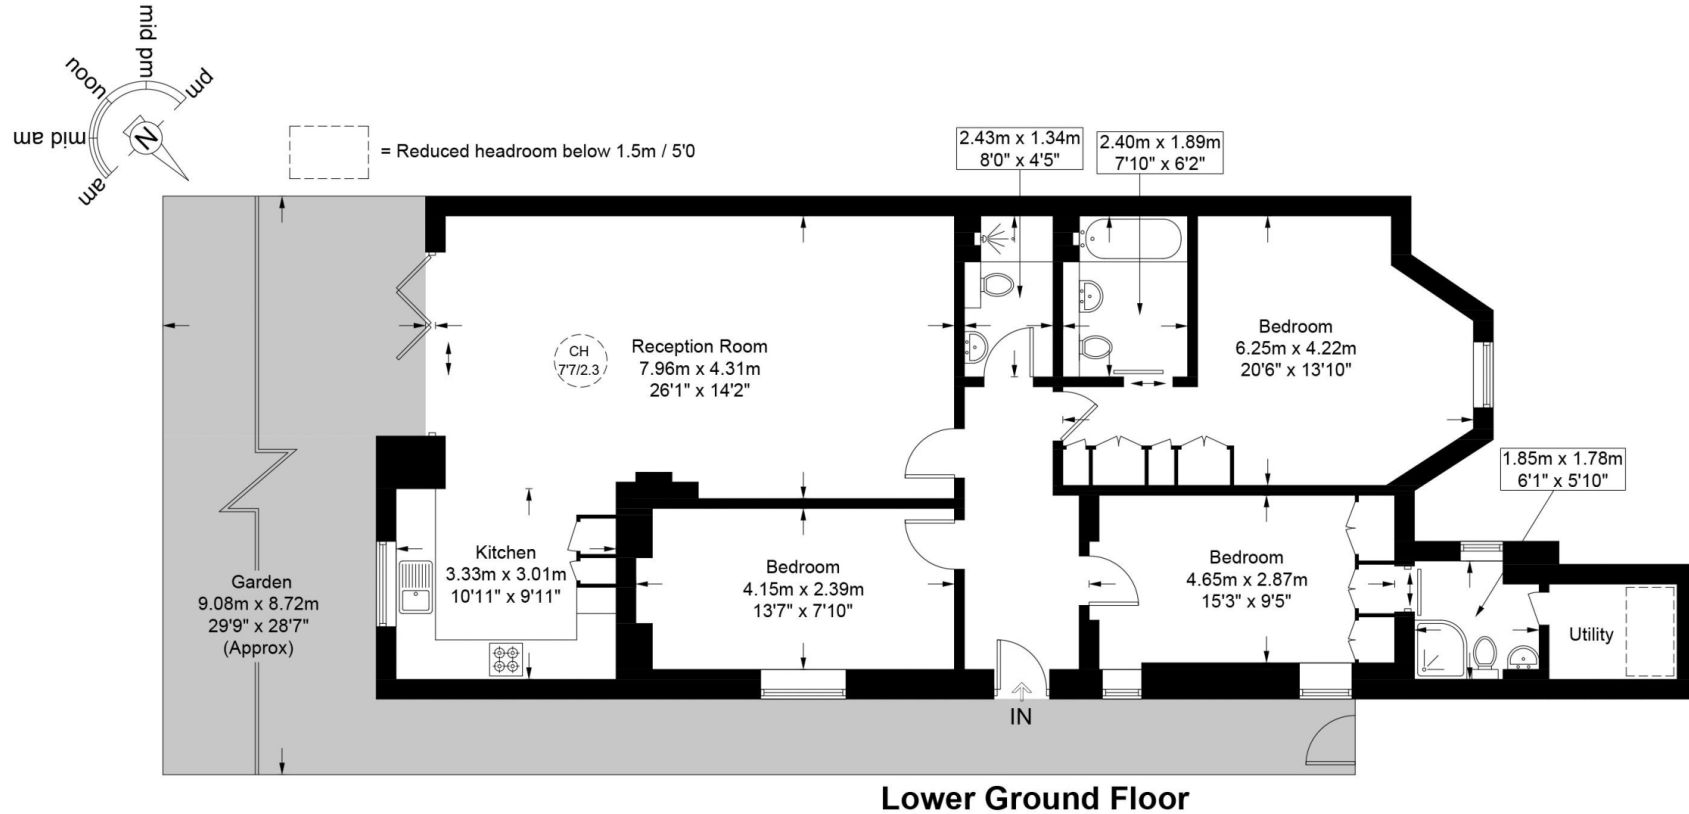 mid pm
noon
pm
mid am
am
N
= Reduced headroom below 1.5m / 5'0
2.43m x 1.34m
8'0" x 4'5"
2.40m x 1.89m
7'10" x 6'2"
CH
7'7/2.3
Reception Room
7.96m x 4.31m
26'1" x 14'2"
Bedroom
6.25m x 4.22m
20'6" x 13'10"
1.85m x 1.78m
6'1" x 5'10"
Kitchen
3.33m x 3.01m
10'11" x 9'11"
Bedroom
4.15m x 2.39m
13'7" x 7'10"
Bedroom
4.65m x 2.87m
15'3" x 9'5"
Garden
9.08m x 8.72m
29'9" x 28'7"
(Approx)
Utility
IN
Lower Ground Floor